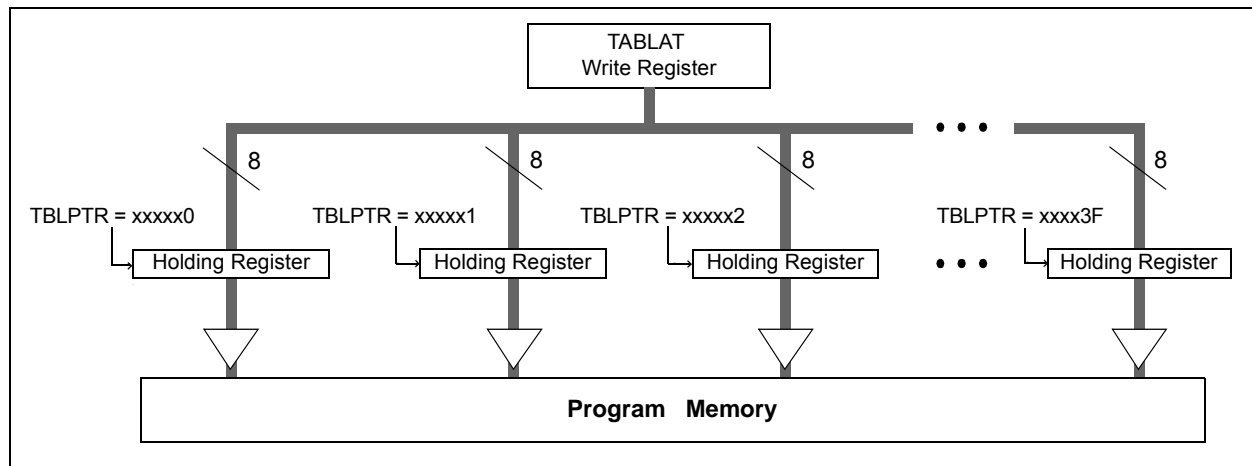 TABLAT
Write Register
• • •
8
8
8
8
TBLPTR = xxxxx0
TBLPTR = xxxxx1
TBLPTR = xxxxx2
TBLPTR = xxxx3F
Holding Register
Holding Register
Holding Register
• • •
Holding Register
Program Memory